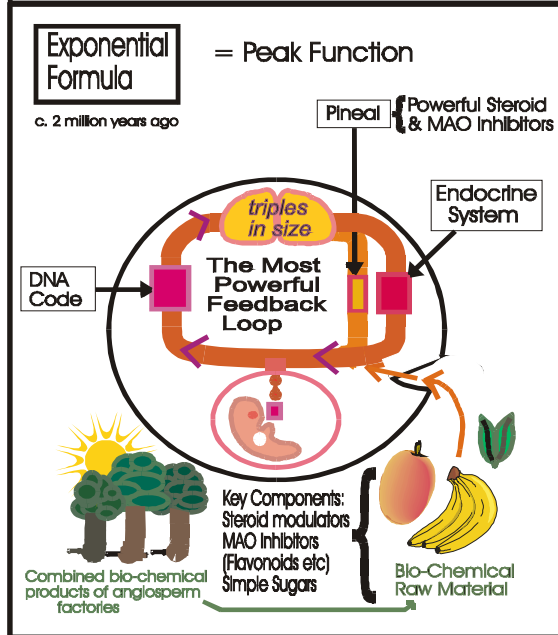 Exponential
Formula
= Peak Function
c. 2 million years ago
Pineal
Powerful Steroid
& MAO Inhibitors
Endocrine
System
triples
in size
DNA
Code
The Most
Powerful
Feedback
Loop
Key Components:
Steroid modulators
MAO Inhibitors
(Flavonoids etc)
Simple Sugars
Combined bio-chemical
products of angiosperm
factories
Bio-Chemical
Raw Material